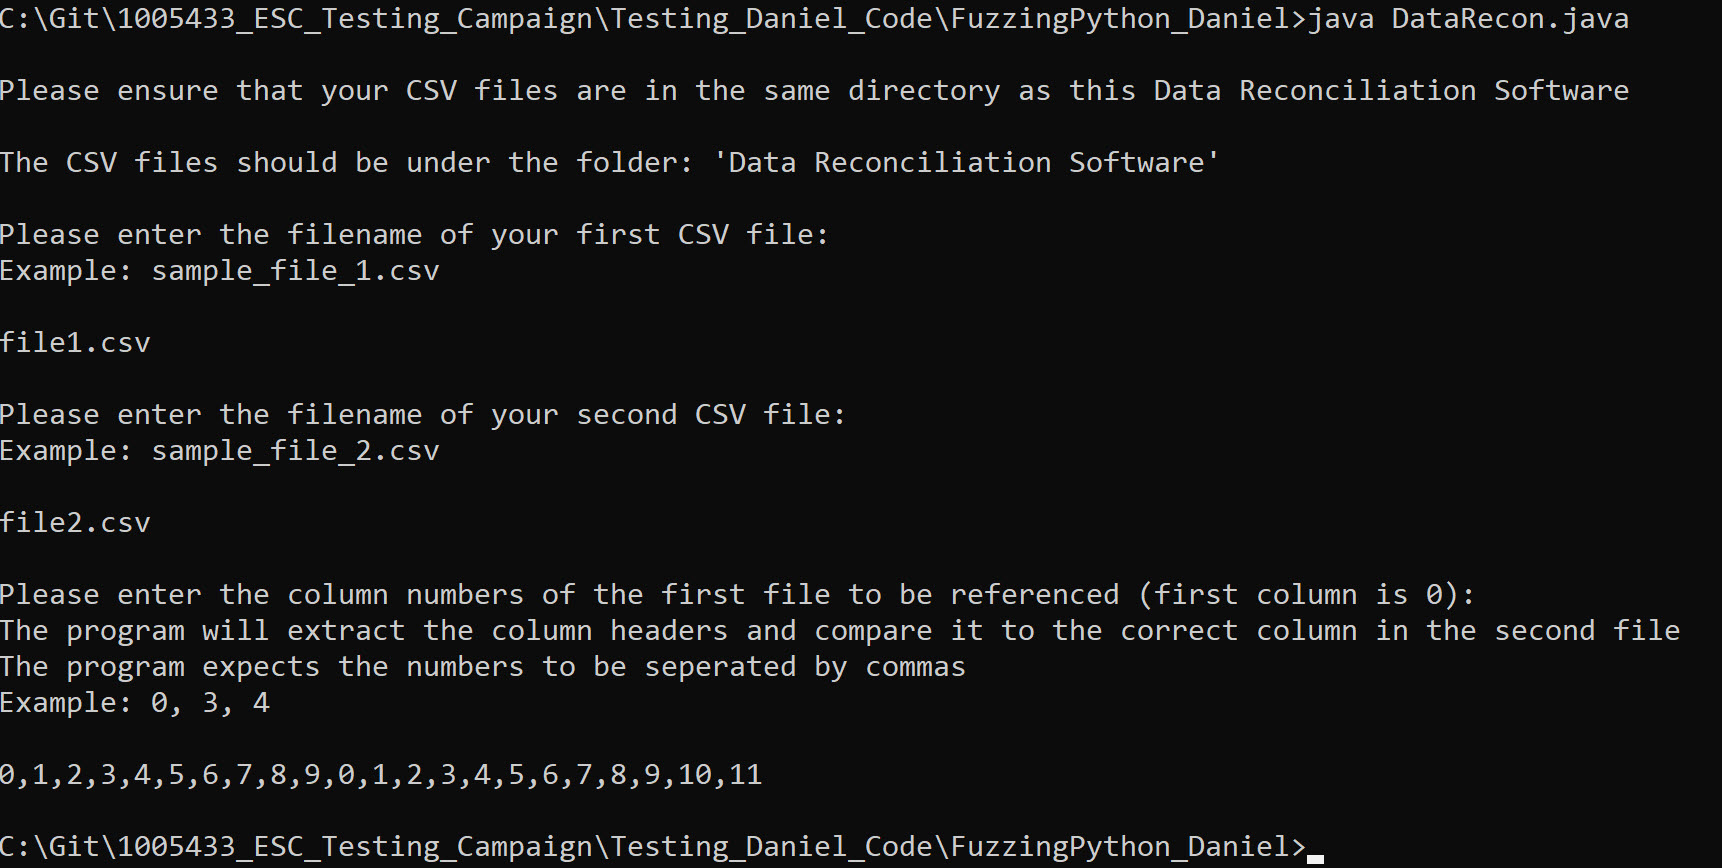 C:\Git\1005433_ESC_Testing_Campaign\Testing_Daniel_Code\FuzzingPython_Daniel>java DataRecon.java
Please ensure that your CSV files are in the same directory as this Data Reconciliation Software
The CSV files should be under the folder: 'Data Reconciliation Software'
Please enter the filename of your first CSV file:
Example: sample_file_1.csv
file1.csv
Please enter the filename of your second CSV file:
Example: sample_file_2.csv
file2.csv
Please enter the column numbers of the first file to be referenced (first column is 0):
The program will extract the column headers and compare it to the correct column in the second file
The program expects the numbers to be seperated by commas
Example: 0, 3, 4
0,1,2,3,4,5,6,7,8,9,0,1,2,3,4,5,6,7,8,9,10,11
C:\Git\1005433_ESC_Testing_Campaign\Testing_Daniel_Code\FuzzingPython_Daniel>